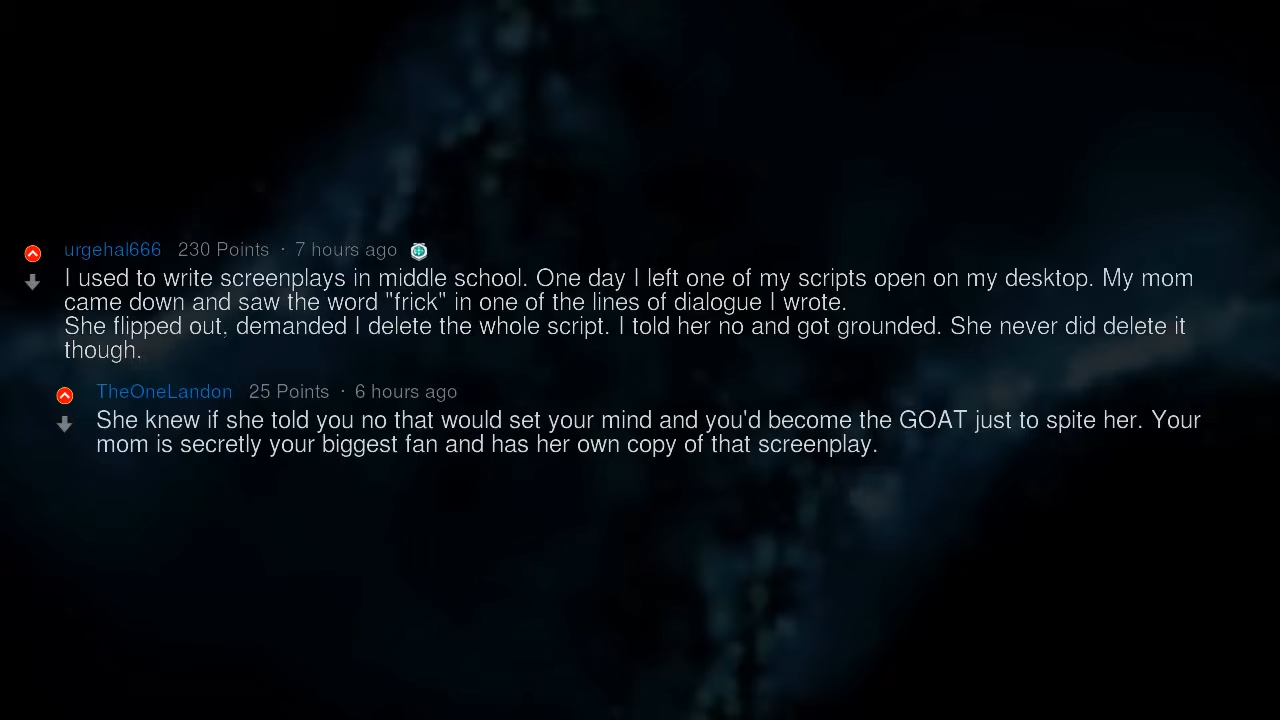 urgehal666 230 Points · 7 hours ago
I used to write screenplays in middle school. One day I left one of my scripts open on my desktop. My mom
came down and saw the word "frick" in one of the lines of dialogue I wrote.
She flipped out, demanded I delete the whole script. I told her no and got grounded. She never did delete it
though.
TheOneLandon 25 Points · 6 hours ago
She knew if she told you no that would set your mind and you'd become the GOAT just to spite her. Your
mom is secretly your biggest fan and has her own copy of that screenplay.